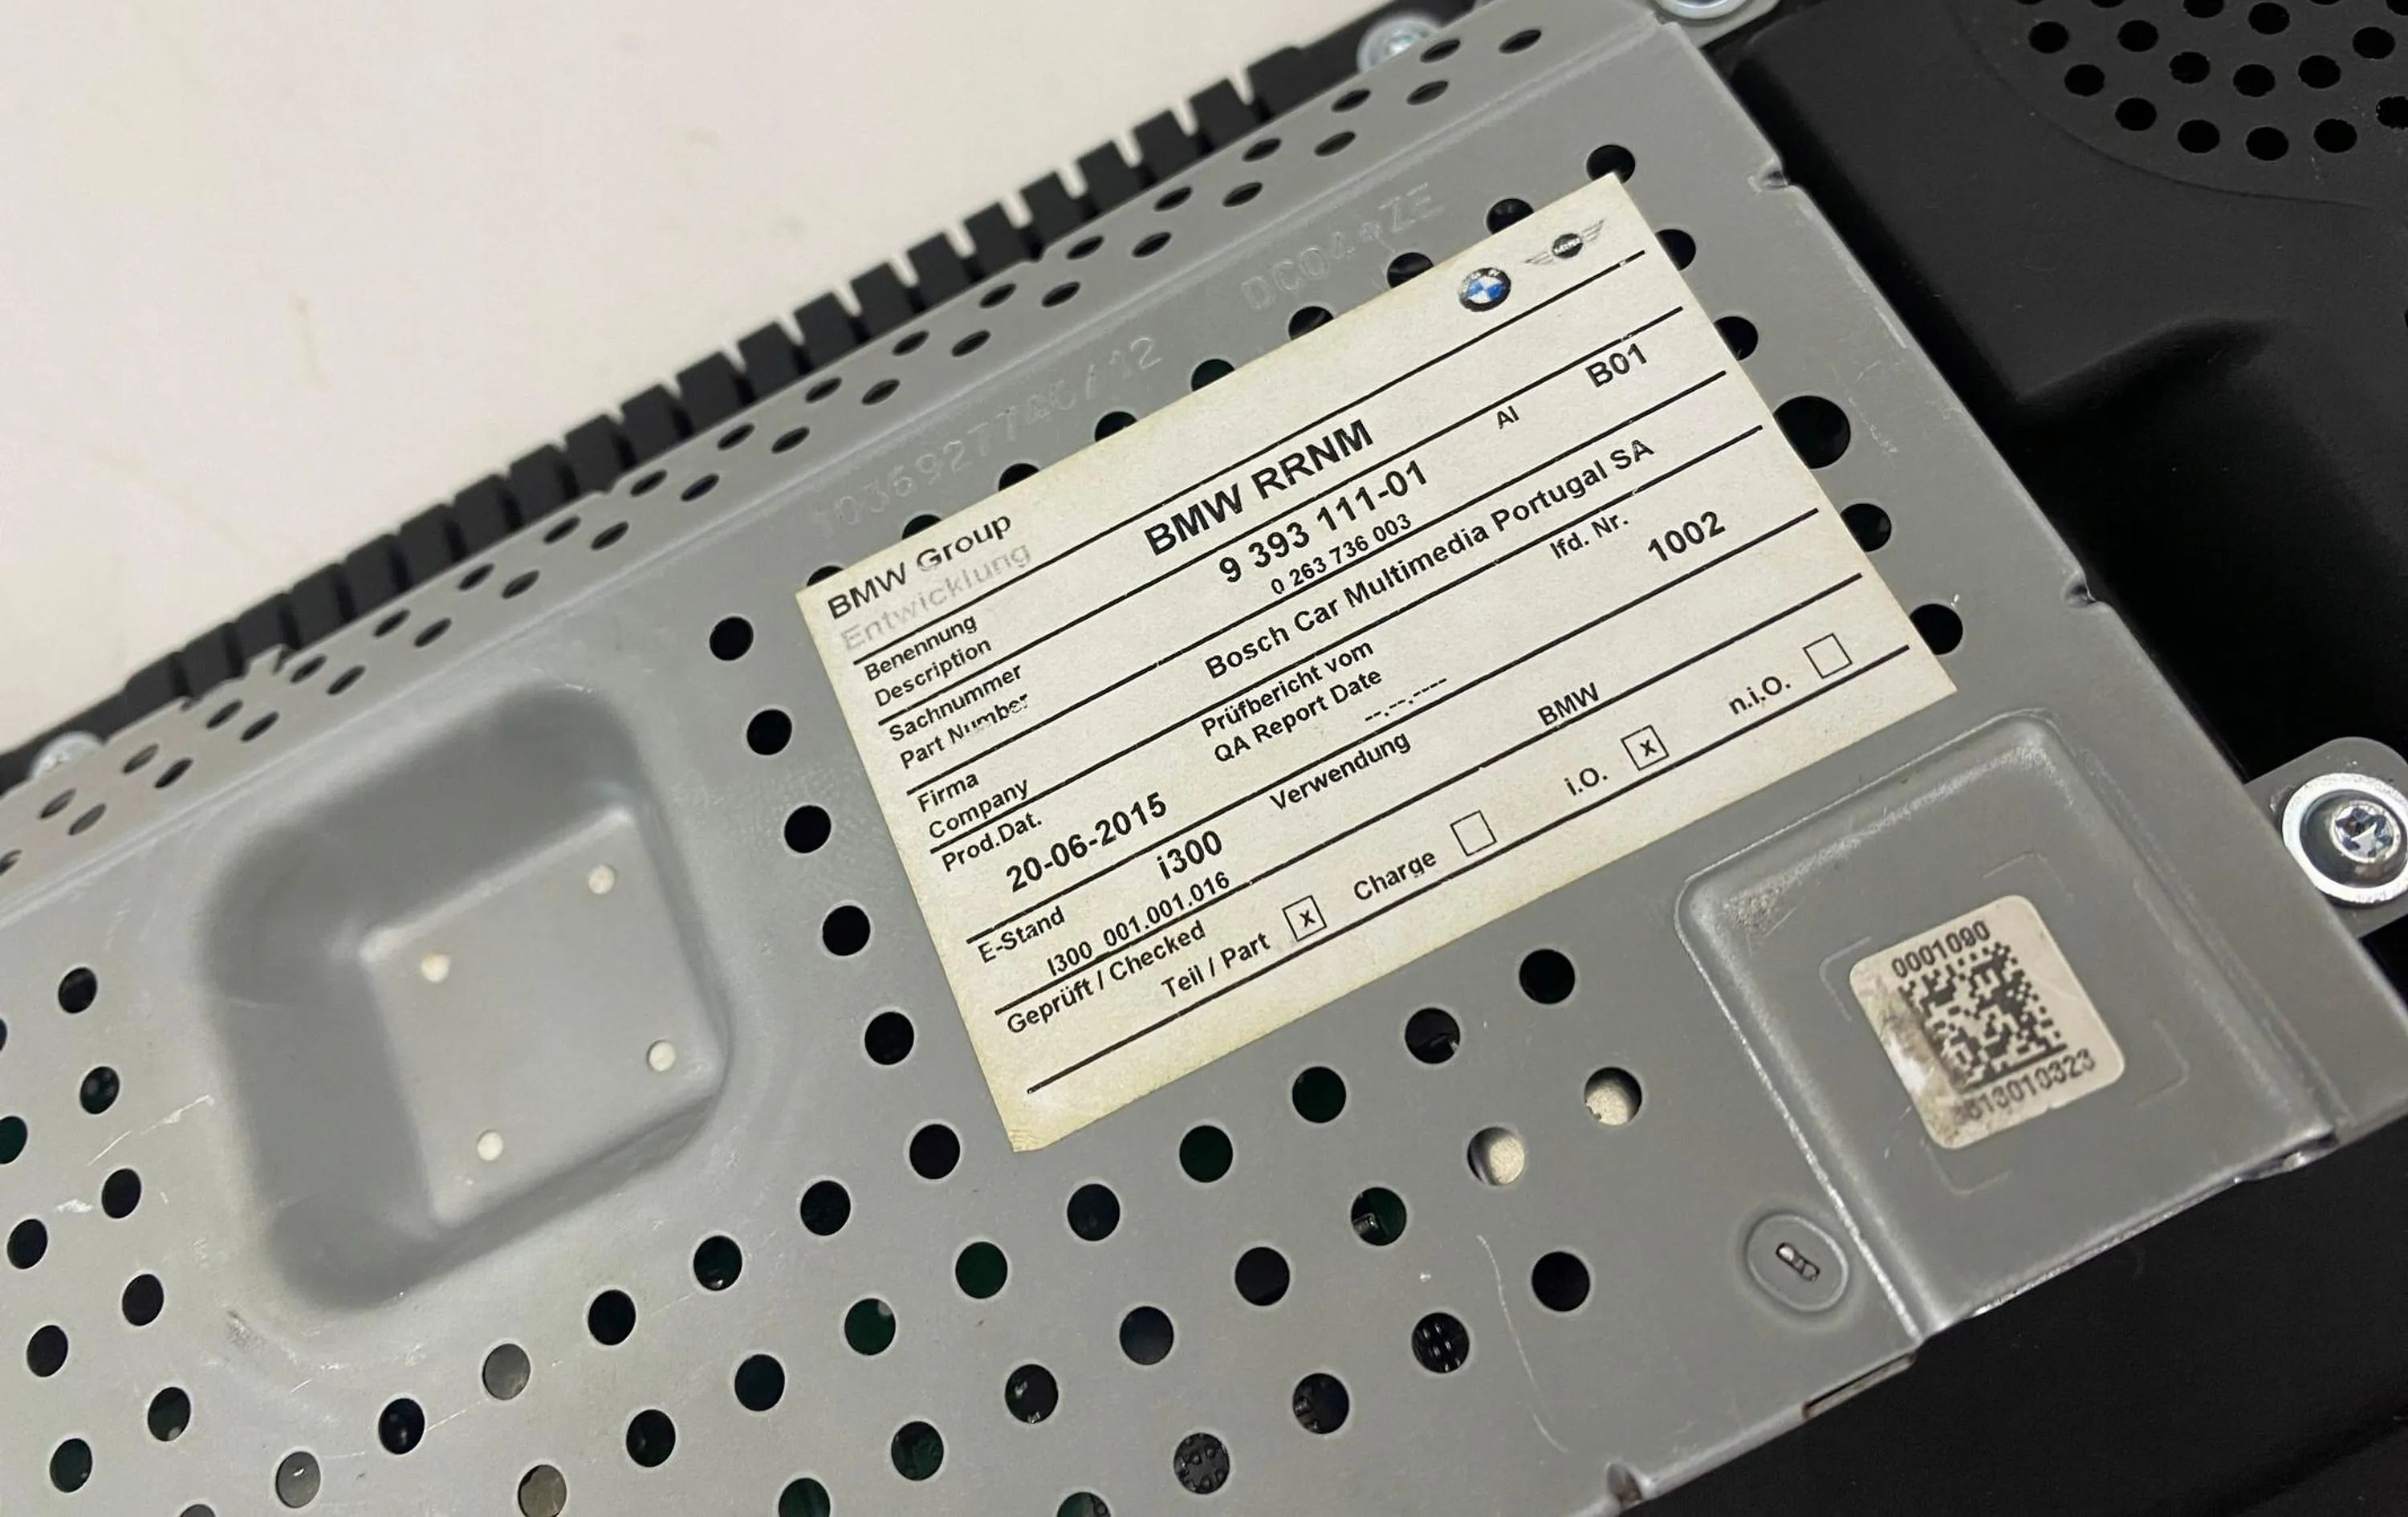 BMW Group
Entwicklung
Benennung
Description
BMW RRNM
Sachnummer
Part Number
9 393 111-01
AI
B01
0 263 736 003
Firma
Company
Bosch Car Multimedia Portugal SA
Prod.Dat.
20-06-2015
Prüfbericht vom
QA Report Date
--.--.----
lfd. Nr.
1002
E-Stand
i300
I300_001.001.016
Verwendung
BMW
Geprüft / Checked
Teil / Part x
Charge
i.O. x
n.i.O.
0001090